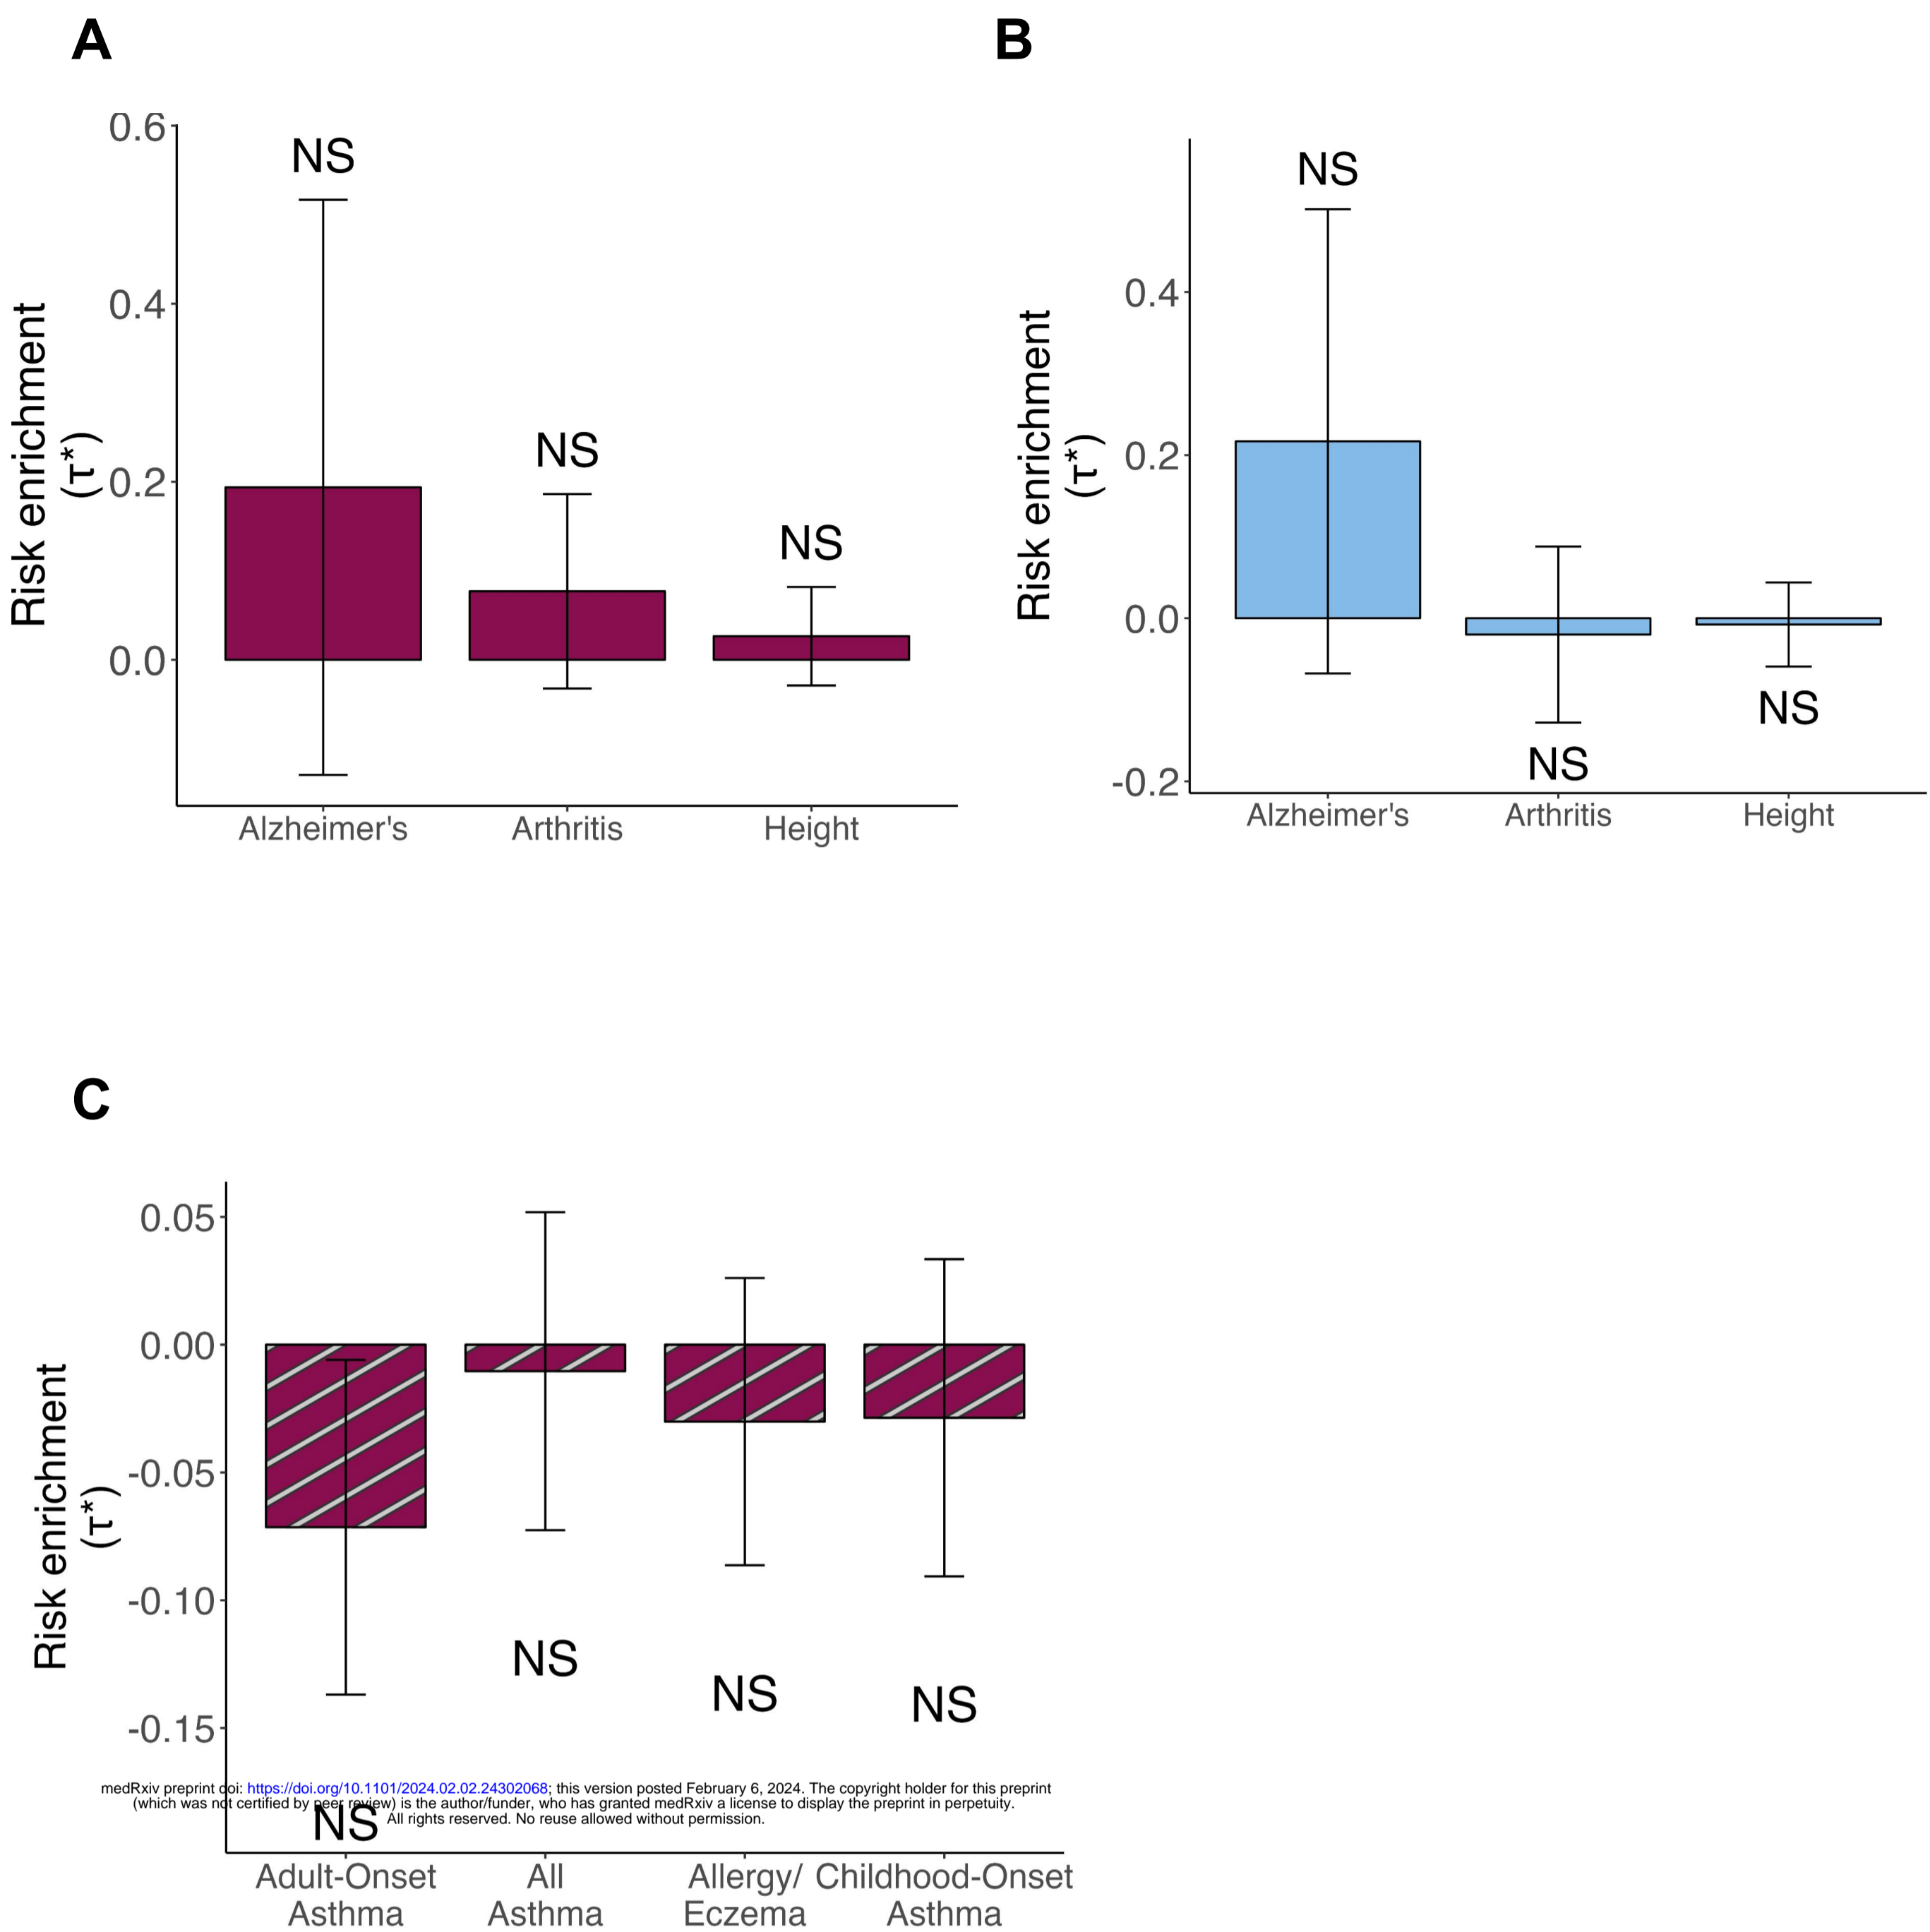 A
Risk enrichment
(τ*)
0.6
0.4
0.2
0.0
NS
NS
NS
Alzheimer's
Arthritis
Height
B
Risk enrichment
(τ*)
0.4
0.2
0.0
-0.2
NS
NS
NS
Alzheimer's
Arthritis
Height
C
Risk enrichment
(τ*)
0.05
0.00
-0.05
-0.10
-0.15
NS
NS
NS
NS
medRxiv preprint doi: https://doi.org/10.1101/2024.02.02.24302068; this version posted February 6, 2024. The copyright holder for this preprint
(which was not certified by peer review) is the author/funder, who has granted medRxiv a license to display the preprint in perpetuity.
All rights reserved. No reuse allowed without permission.
Adult-Onset
Asthma
All
Asthma
Allergy/
Eczema
Childhood-Onset
Asthma